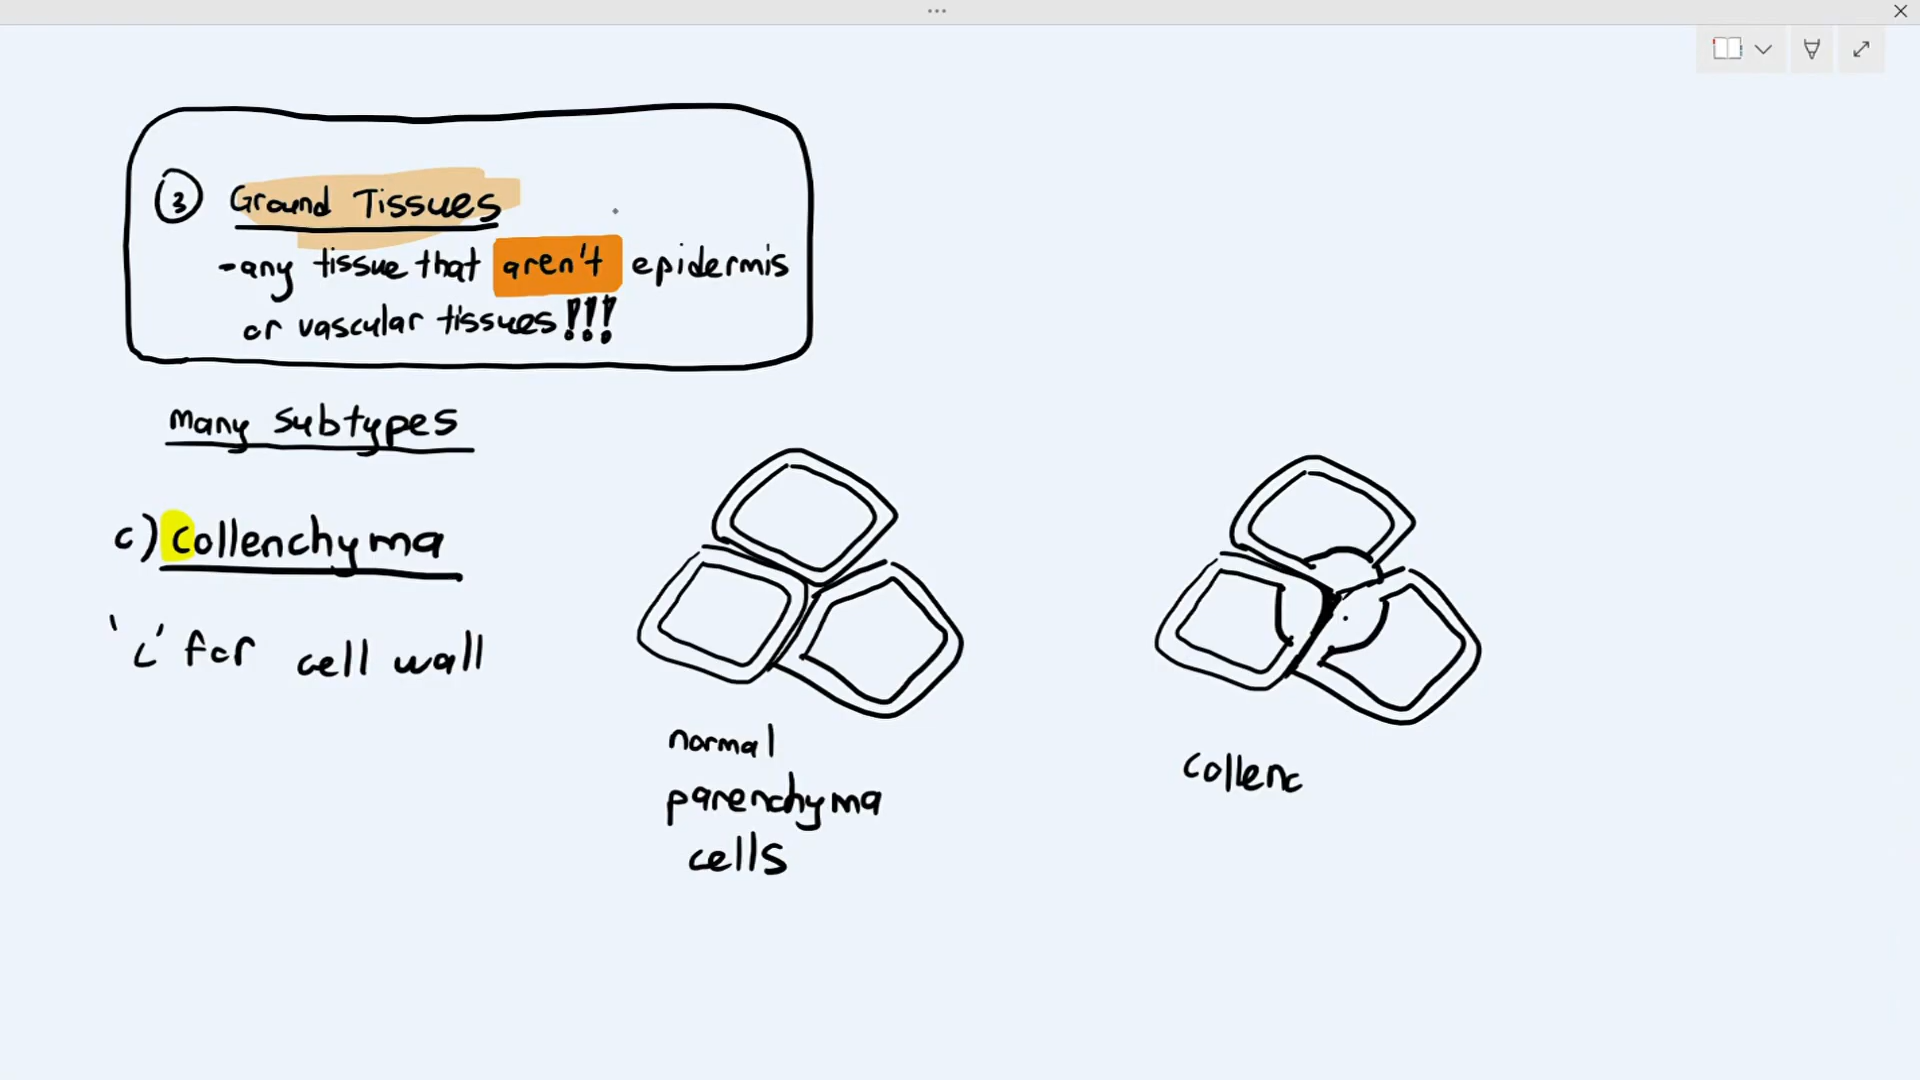 3 Ground Tissues
-any tissue that aren't epidermis
or vascular tissues!!!
many subtypes
c) collenchyma
'c' for cell wall
normal
parenchyma
cells
collenc